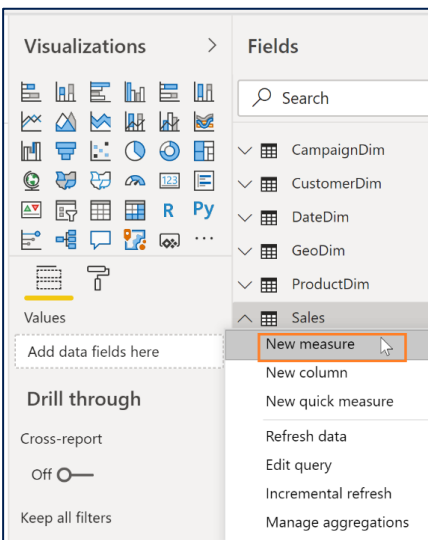 Visualizations
Fields
Search
123
R
Py
CampaignDim
CustomerDim
DateDim
GeoDim
ProductDim
Sales
Values
Add data fields here
Drill through
Cross-report
Off
Keep all filters
New measure
New column
New quick measure
Refresh data
Edit query
Incremental refresh
Manage aggregations